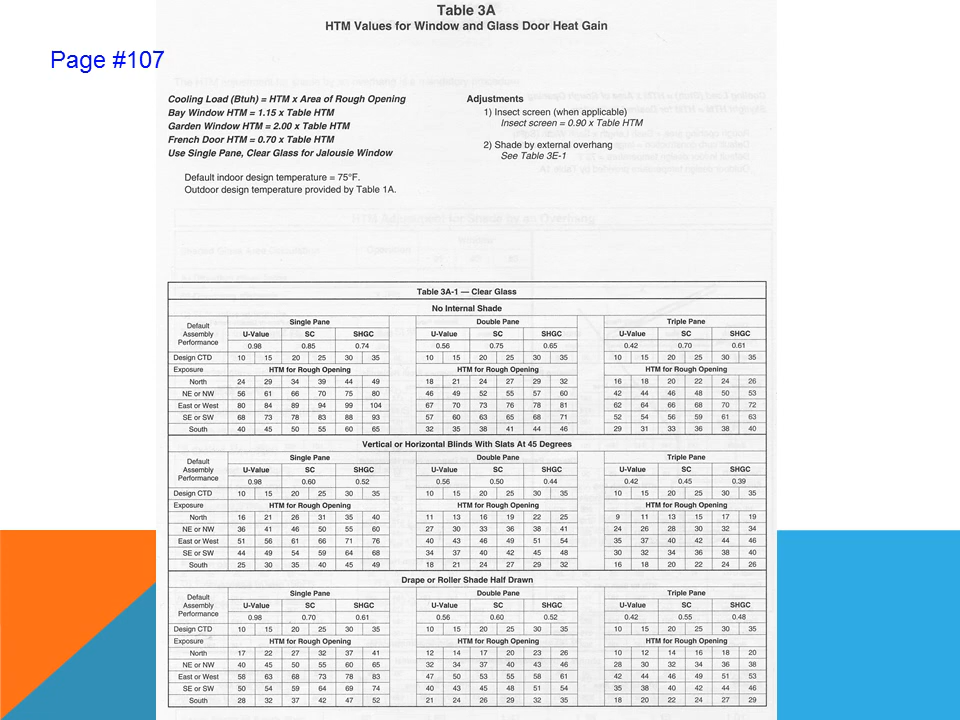 Table 3A
HTM Values for Window and Glass Door Heat Gain
Page #107
Cooling Load (Btuh) = HTM x Area of Rough Opening
Bay Window HTM = 1.15 x Table HTM
Garden Window HTM = 2.00 x Table HTM
French Door HTM = 0.70 x Table HTM
Use Single Pane, Clear Glass for Jalousie Window
Default indoor design temperature = 75°F.
Outdoor design temperature provided by Table 1A.
Adjustments
1) Insect screen (when applicable)
Insect screen = 0.90 x Table HTM
2) Shade by external overhang
See Table 3E-1
Table 3A-1 — Clear Glass
No Internal Shade
Default Assembly Performance Single Pane Double Pane Triple Pane
U-Value SC SHGC U-Value SC SHGC U-Value SC SHGC
0.98 0.85 0.74 0.56 0.75 0.65 0.42 0.70 0.61
Design CTD 10 15 20 25 30 35 10 15 20 25 30 35 10 15 20 25 30 35
Exposure HTM for Rough Opening HTM for Rough Opening HTM for Rough Opening
North 24 29 34 39 44 49 18 21 24 27 29 32 16 18 20 22 24 26
NE or NW 56 61 66 70 75 80 46 49 52 55 57 60 42 44 46 48 50 53
East or West 80 84 89 94 99 104 67 70 73 76 78 81 62 64 66 68 70 72
SE or SW 68 73 78 83 88 93 57 60 63 65 68 71 52 54 56 59 61 63
South 40 45 50 55 60 65 32 35 38 41 44 46 29 31 33 36 38 40
Vertical or Horizontal Blinds With Slats At 45 Degrees
Default Assembly Performance Single Pane Double Pane Triple Pane
U-Value SC SHGC U-Value SC SHGC U-Value SC SHGC
0.98 0.60 0.52 0.56 0.50 0.44 0.42 0.45 0.39
Design CTD 10 15 20 25 30 35 10 15 20 25 30 35 10 15 20 25 30 35
Exposure HTM for Rough Opening HTM for Rough Opening HTM for Rough Opening
North 16 21 26 31 35 40 11 13 16 19 22 25 9 11 13 15 17 19
NE or NW 36 41 46 50 55 60 27 30 33 36 38 41 24 26 28 30 32 34
East or West 51 56 61 66 71 76 40 43 46 49 51 54 35 37 40 42 44 46
SE or SW 44 49 54 59 64 68 34 37 40 42 45 48 30 32 34 36 38 40
South 25 30 35 40 45 49 18 21 24 27 29 32 16 18 20 22 24 26
Drape or Roller Shade Half Drawn
Default Assembly Performance Single Pane Double Pane Triple Pane
U-Value SC SHGC U-Value SC SHGC U-Value SC SHGC
0.98 0.70 0.61 0.56 0.60 0.52 0.42 0.55 0.48
Design CTD 10 15 20 25 30 35 10 15 20 25 30 35 10 15 20 25 30 35
Exposure HTM for Rough Opening HTM for Rough Opening HTM for Rough Opening
North 17 22 27 32 37 41 12 14 17 20 23 26 10 12 14 16 18 20
NE or NW 40 45 50 55 60 65 32 34 37 40 43 46 28 30 32 34 36 38
East or West 58 63 68 73 78 83 47 50 53 55 58 61 42 44 46 49 51 53
SE or SW 50 54 59 64 69 74 40 43 45 48 51 54 35 38 40 42 44 46
South 28 32 37 42 47 52 21 24 26 29 32 35 18 20 22 24 27 29